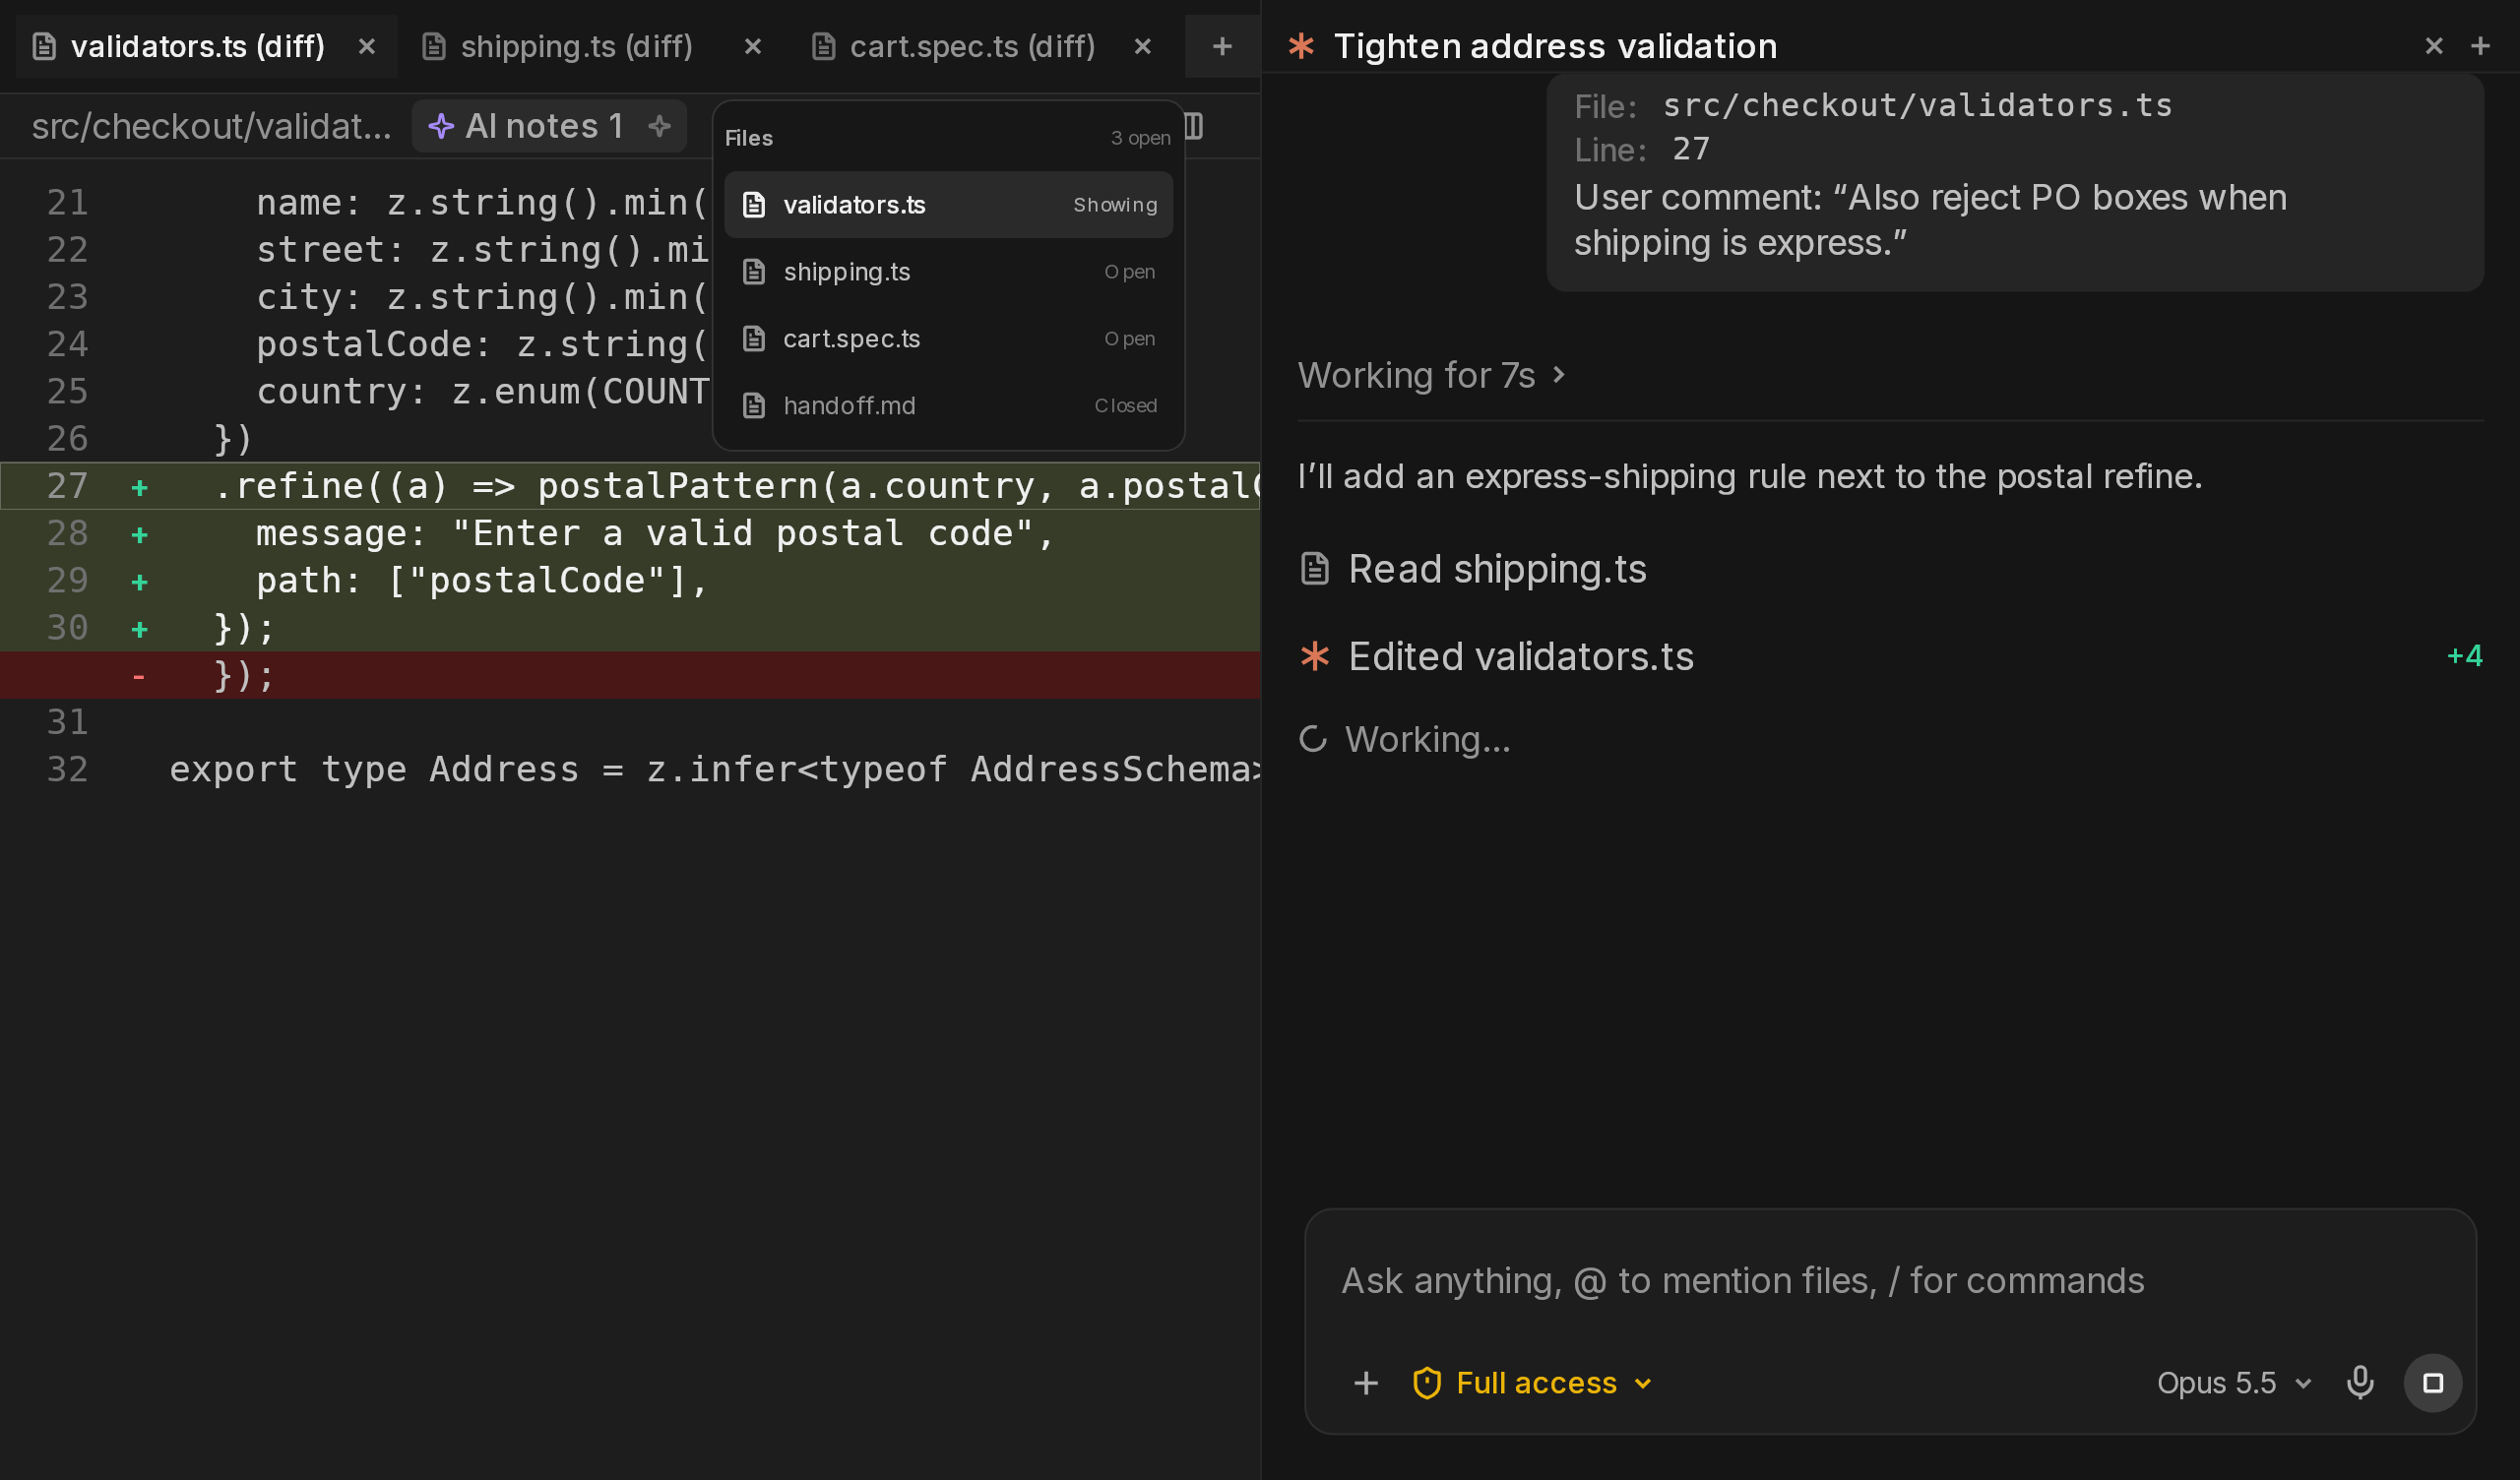 validators.ts (diff)
shipping.ts (diff)
cart.spec.ts (diff)
src/checkout/validat...
AI notes 1
Files
3 open
validators.ts
Showing
shipping.ts
Open
cart.spec.ts
Open
handoff.md
Closed
21 name: z.string().min(
22 street: z.string().mi
23 city: z.string().min(
24 postalCode: z.string(
25 country: z.enum(COUNT
26 })
27 + .refine((a) => postalPattern(a.country, a.postalC
28 + message: "Enter a valid postal code",
29 + path: ["postalCode"],
30 + });
- });
31
32 export type Address = z.infer<typeof AddressSchema>
Tighten address validation
File: src/checkout/validators.ts
Line: 27
User comment: “Also reject PO boxes when
shipping is express.”
Working for 7s
I’ll add an express-shipping rule next to the postal refine.
Read shipping.ts
Edited validators.ts
+4
Working...
Ask anything, @ to mention files, / for commands
Full access
Opus 5.5